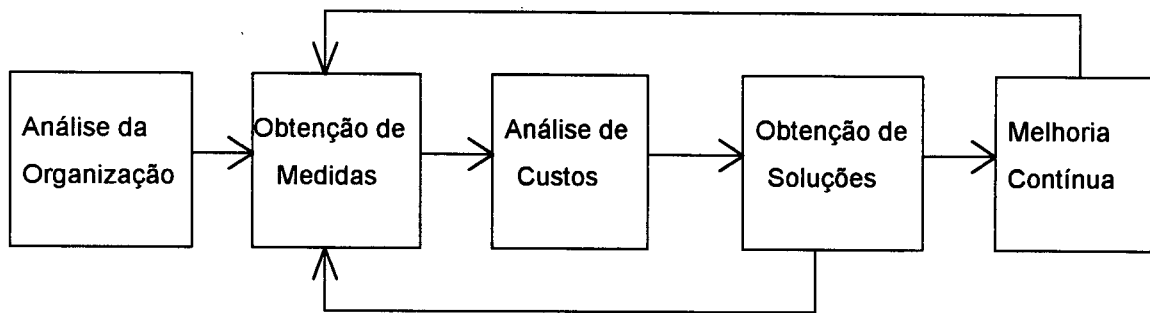 Análise da
Organização
Obtenção de
Medidas
Análise de
Custos
Obtenção de
Soluções
Melhoria
Contínua